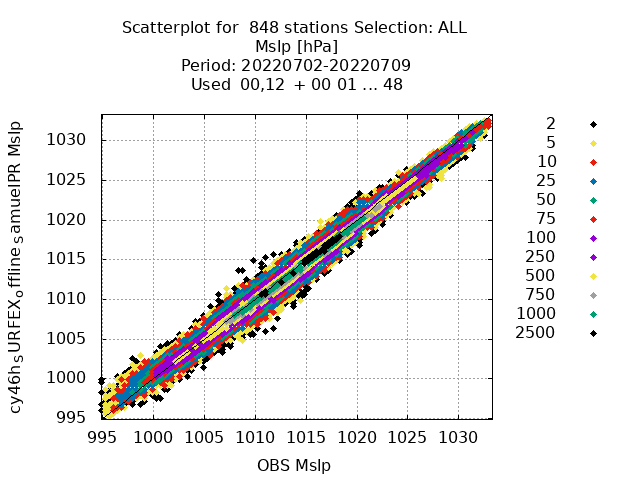 Scatterplot for 848 stations Selection: ALL
Mslp [hPa]
Period: 20220702-20220709
Used 00,12 + 00 01 ... 48
cy46h_sURFEX_offline_samuelPR Mslp
1030
1025
1020
1015
1010
1005
1000
995
995 1000 1005 1010 1015 1020 1025 1030
OBS Mslp
2
5
10
25
50
75
100
250
500
750
1000
2500